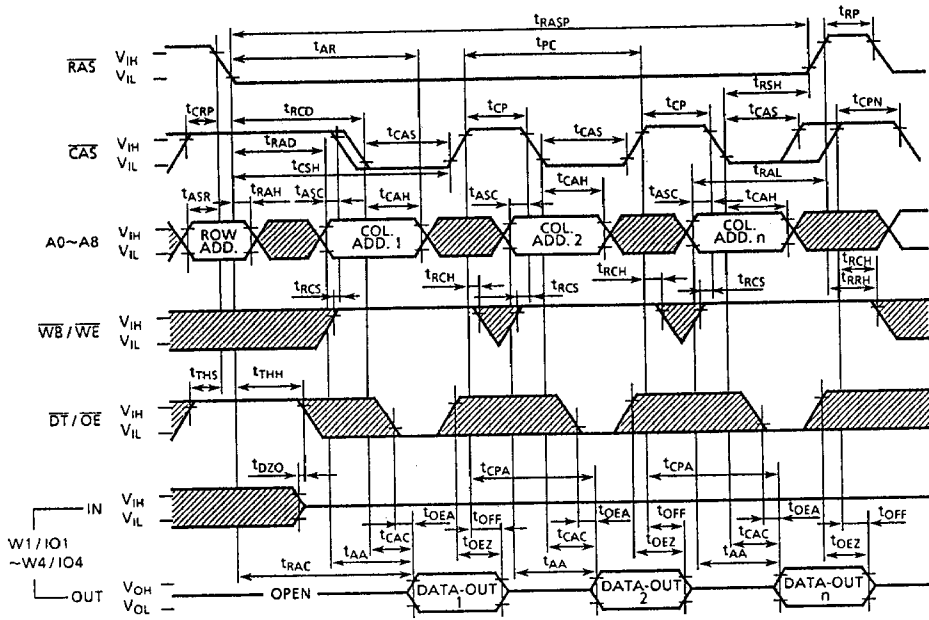 tRASP tRP
tAR tPC
RAS VIH
VIL
tRSH
tCRP tRCD tCP tCP tCAS tCPN
CAS VIH
VIL
tRAD tCAS tCAS
tCSH tRAL
tASR tRAH tASC tCAH tASC tCAH tASC tCAH
A0~A8 VIH
VIL
ROW ADD. COL. ADD. 1 COL. ADD. 2 COL. ADD. n
tRCH tRCH tRCH
tRCS tRCS tRCS tRRH
WB/WE VIH
VIL
tTHS tTHH
DT/OE VIH
VIL
tDZO tCPA tCPA
IN VIH
VIL
tOEA tOFF tOEA tOFF tOEA tOFF
W1/IO1
~W4/IO4
tCAC tOEZ tCAC tOEZ tCAC tOEZ
tAA tAA tAA
tRAC
OUT VOH
VOL
OPEN DATA-OUT 1 DATA-OUT 2 DATA-OUT n